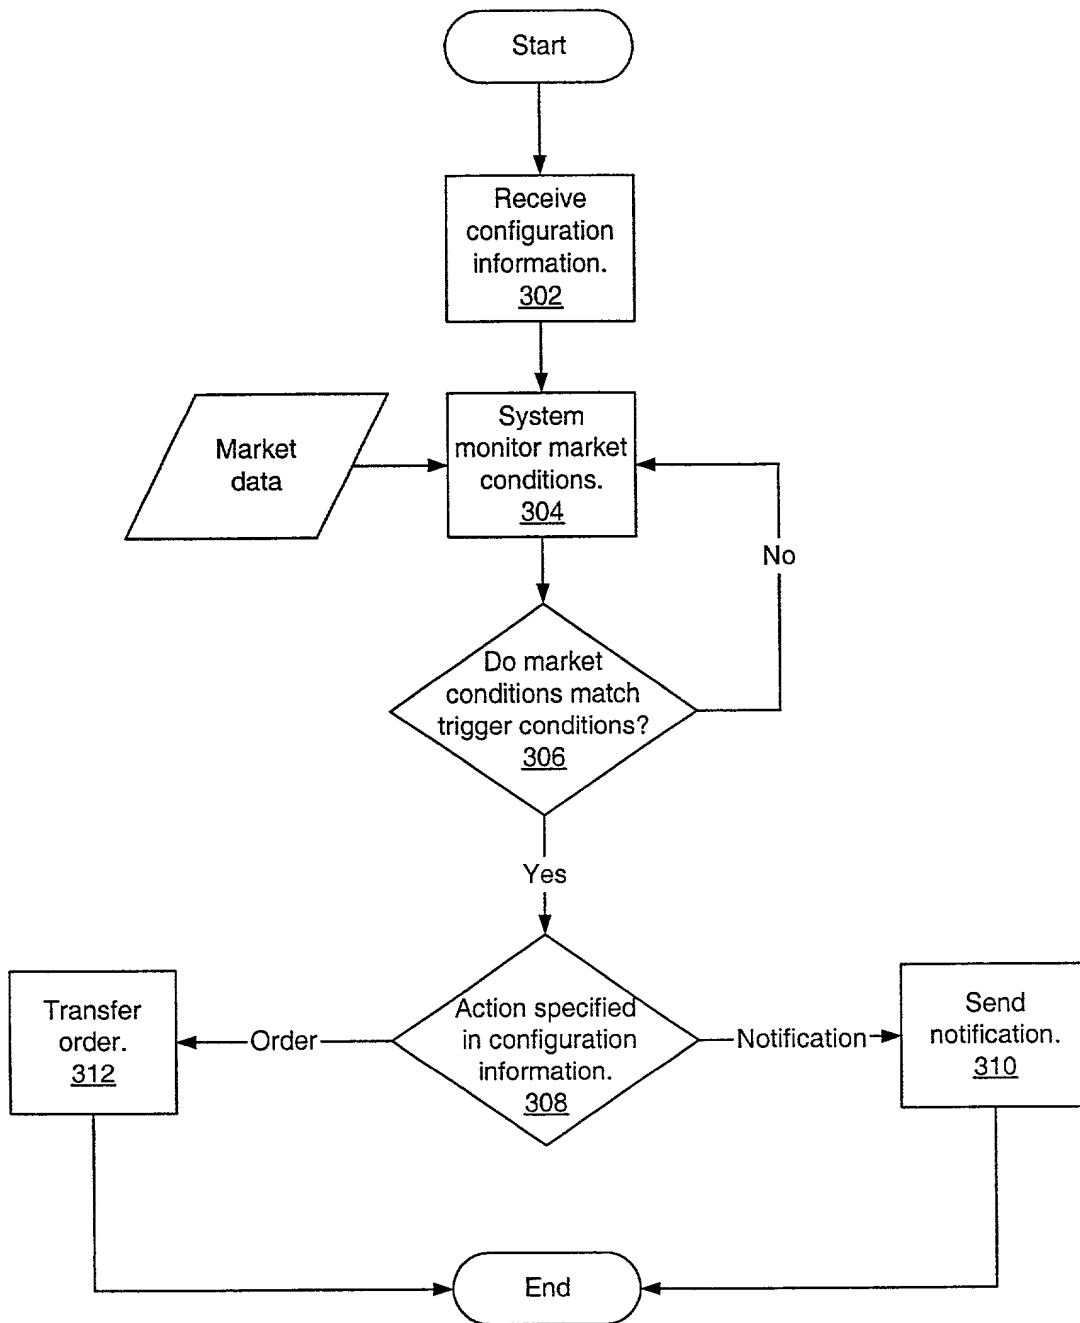 Start
Receive
configuration
information.
302
Market
data
System
monitor market
conditions.
304
No
Do market
conditions match
trigger conditions?
306
Yes
Transfer
order.
312
Order
Action specified
in configuration
information.
308
Notification
Send
notification.
310
End